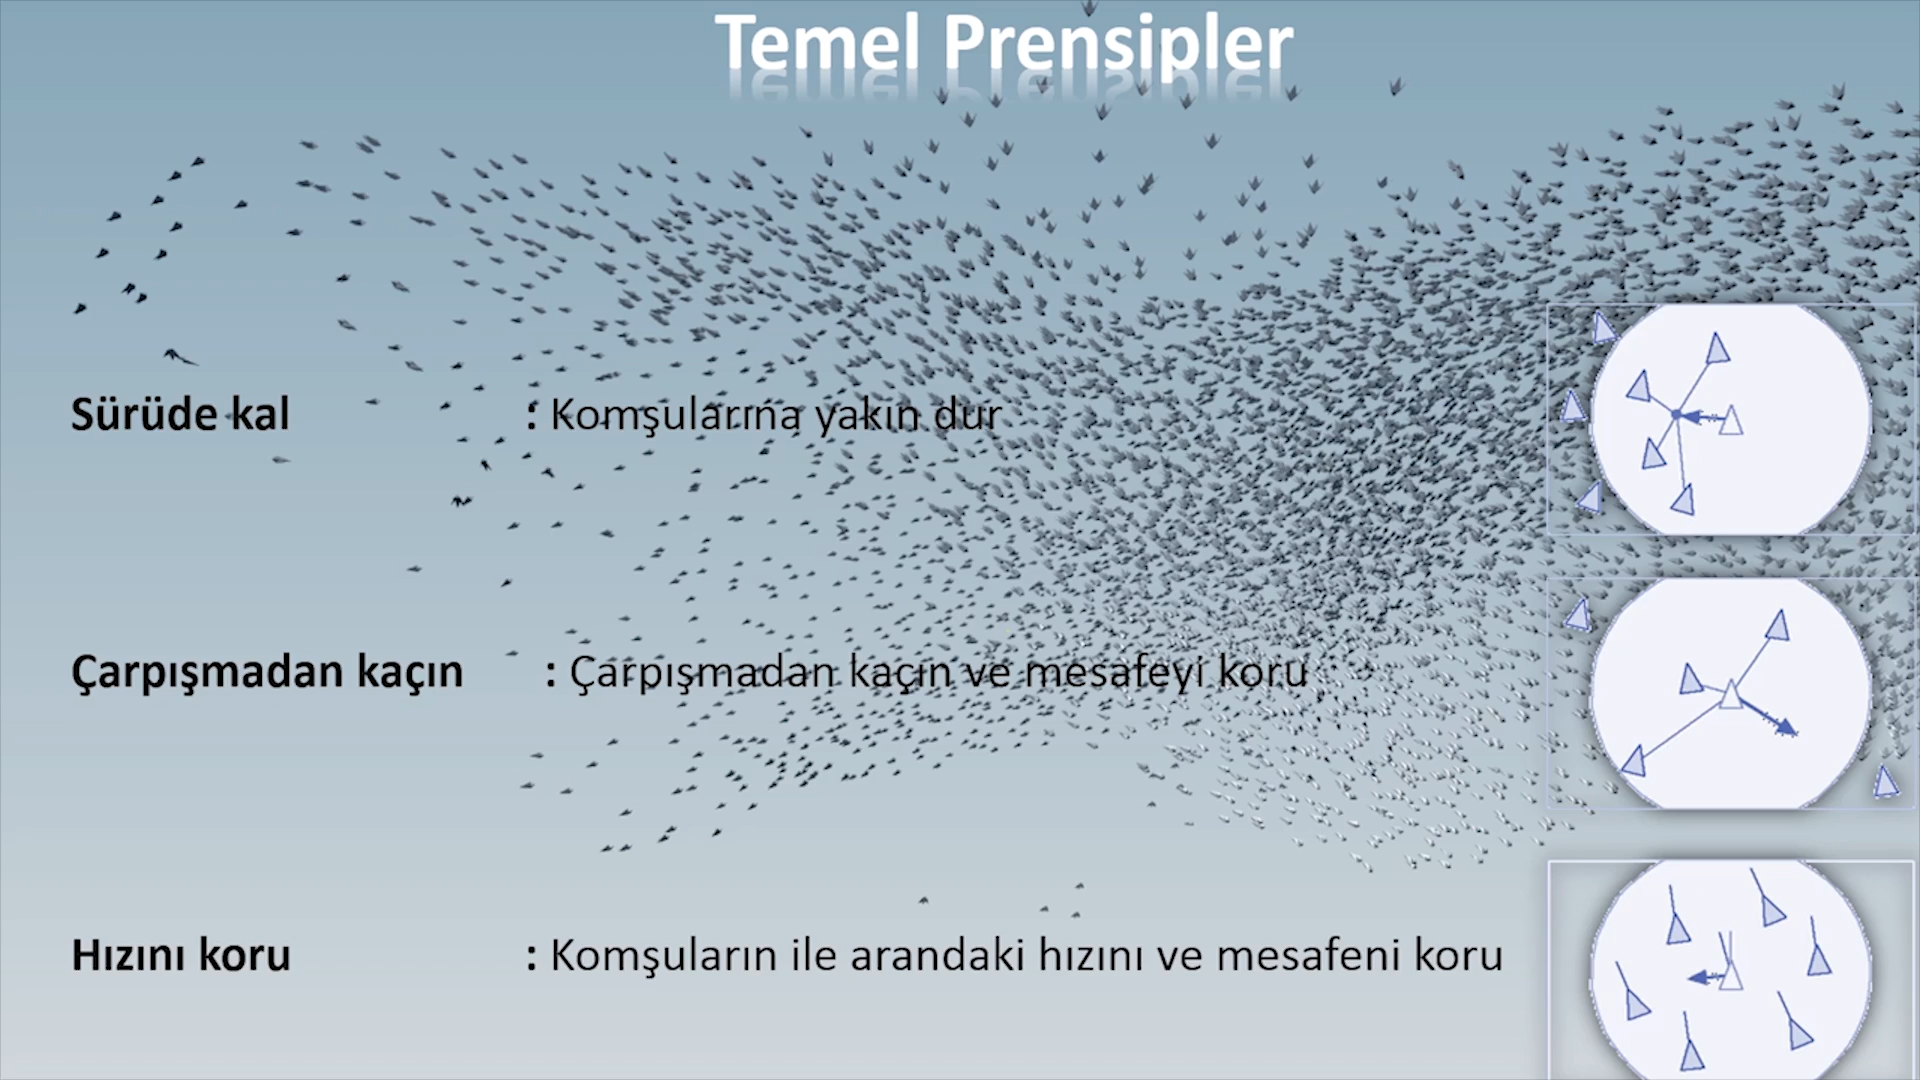 Temel Prensipler
Sürüde kal : Komşularına yakın dur
Çarpışmadan kaçın : Çarpışmadan kaçın ve mesafeyi koru
Hızını koru : Komşuların ile arandaki hızını ve mesafeni koru